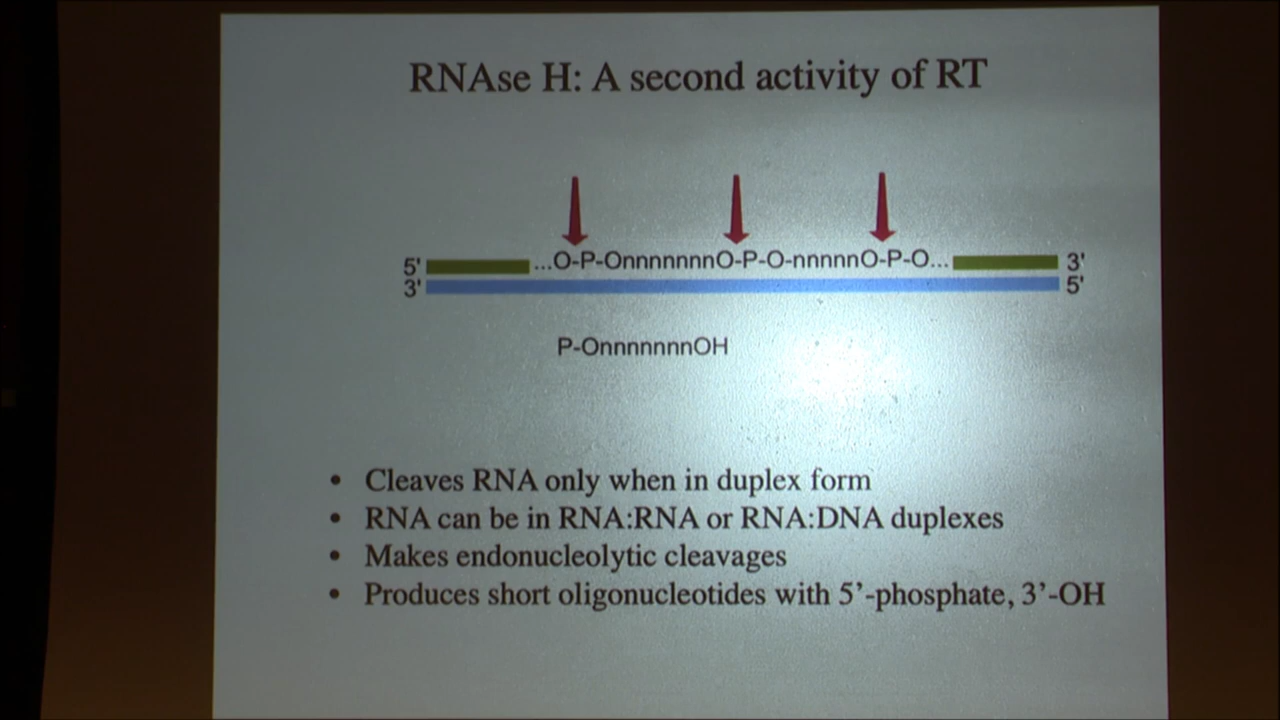 RNAse H: A second activity of RT
5' ...O-P-OnnnnnnnO-P-O-nnnnnO-P-O... 3'
3' 5'
P-OnnnnnnnOH
• Cleaves RNA only when in duplex form
• RNA can be in RNA:RNA or RNA:DNA duplexes
• Makes endonucleolytic cleavages
• Produces short oligonucleotides with 5’-phosphate, 3’-OH